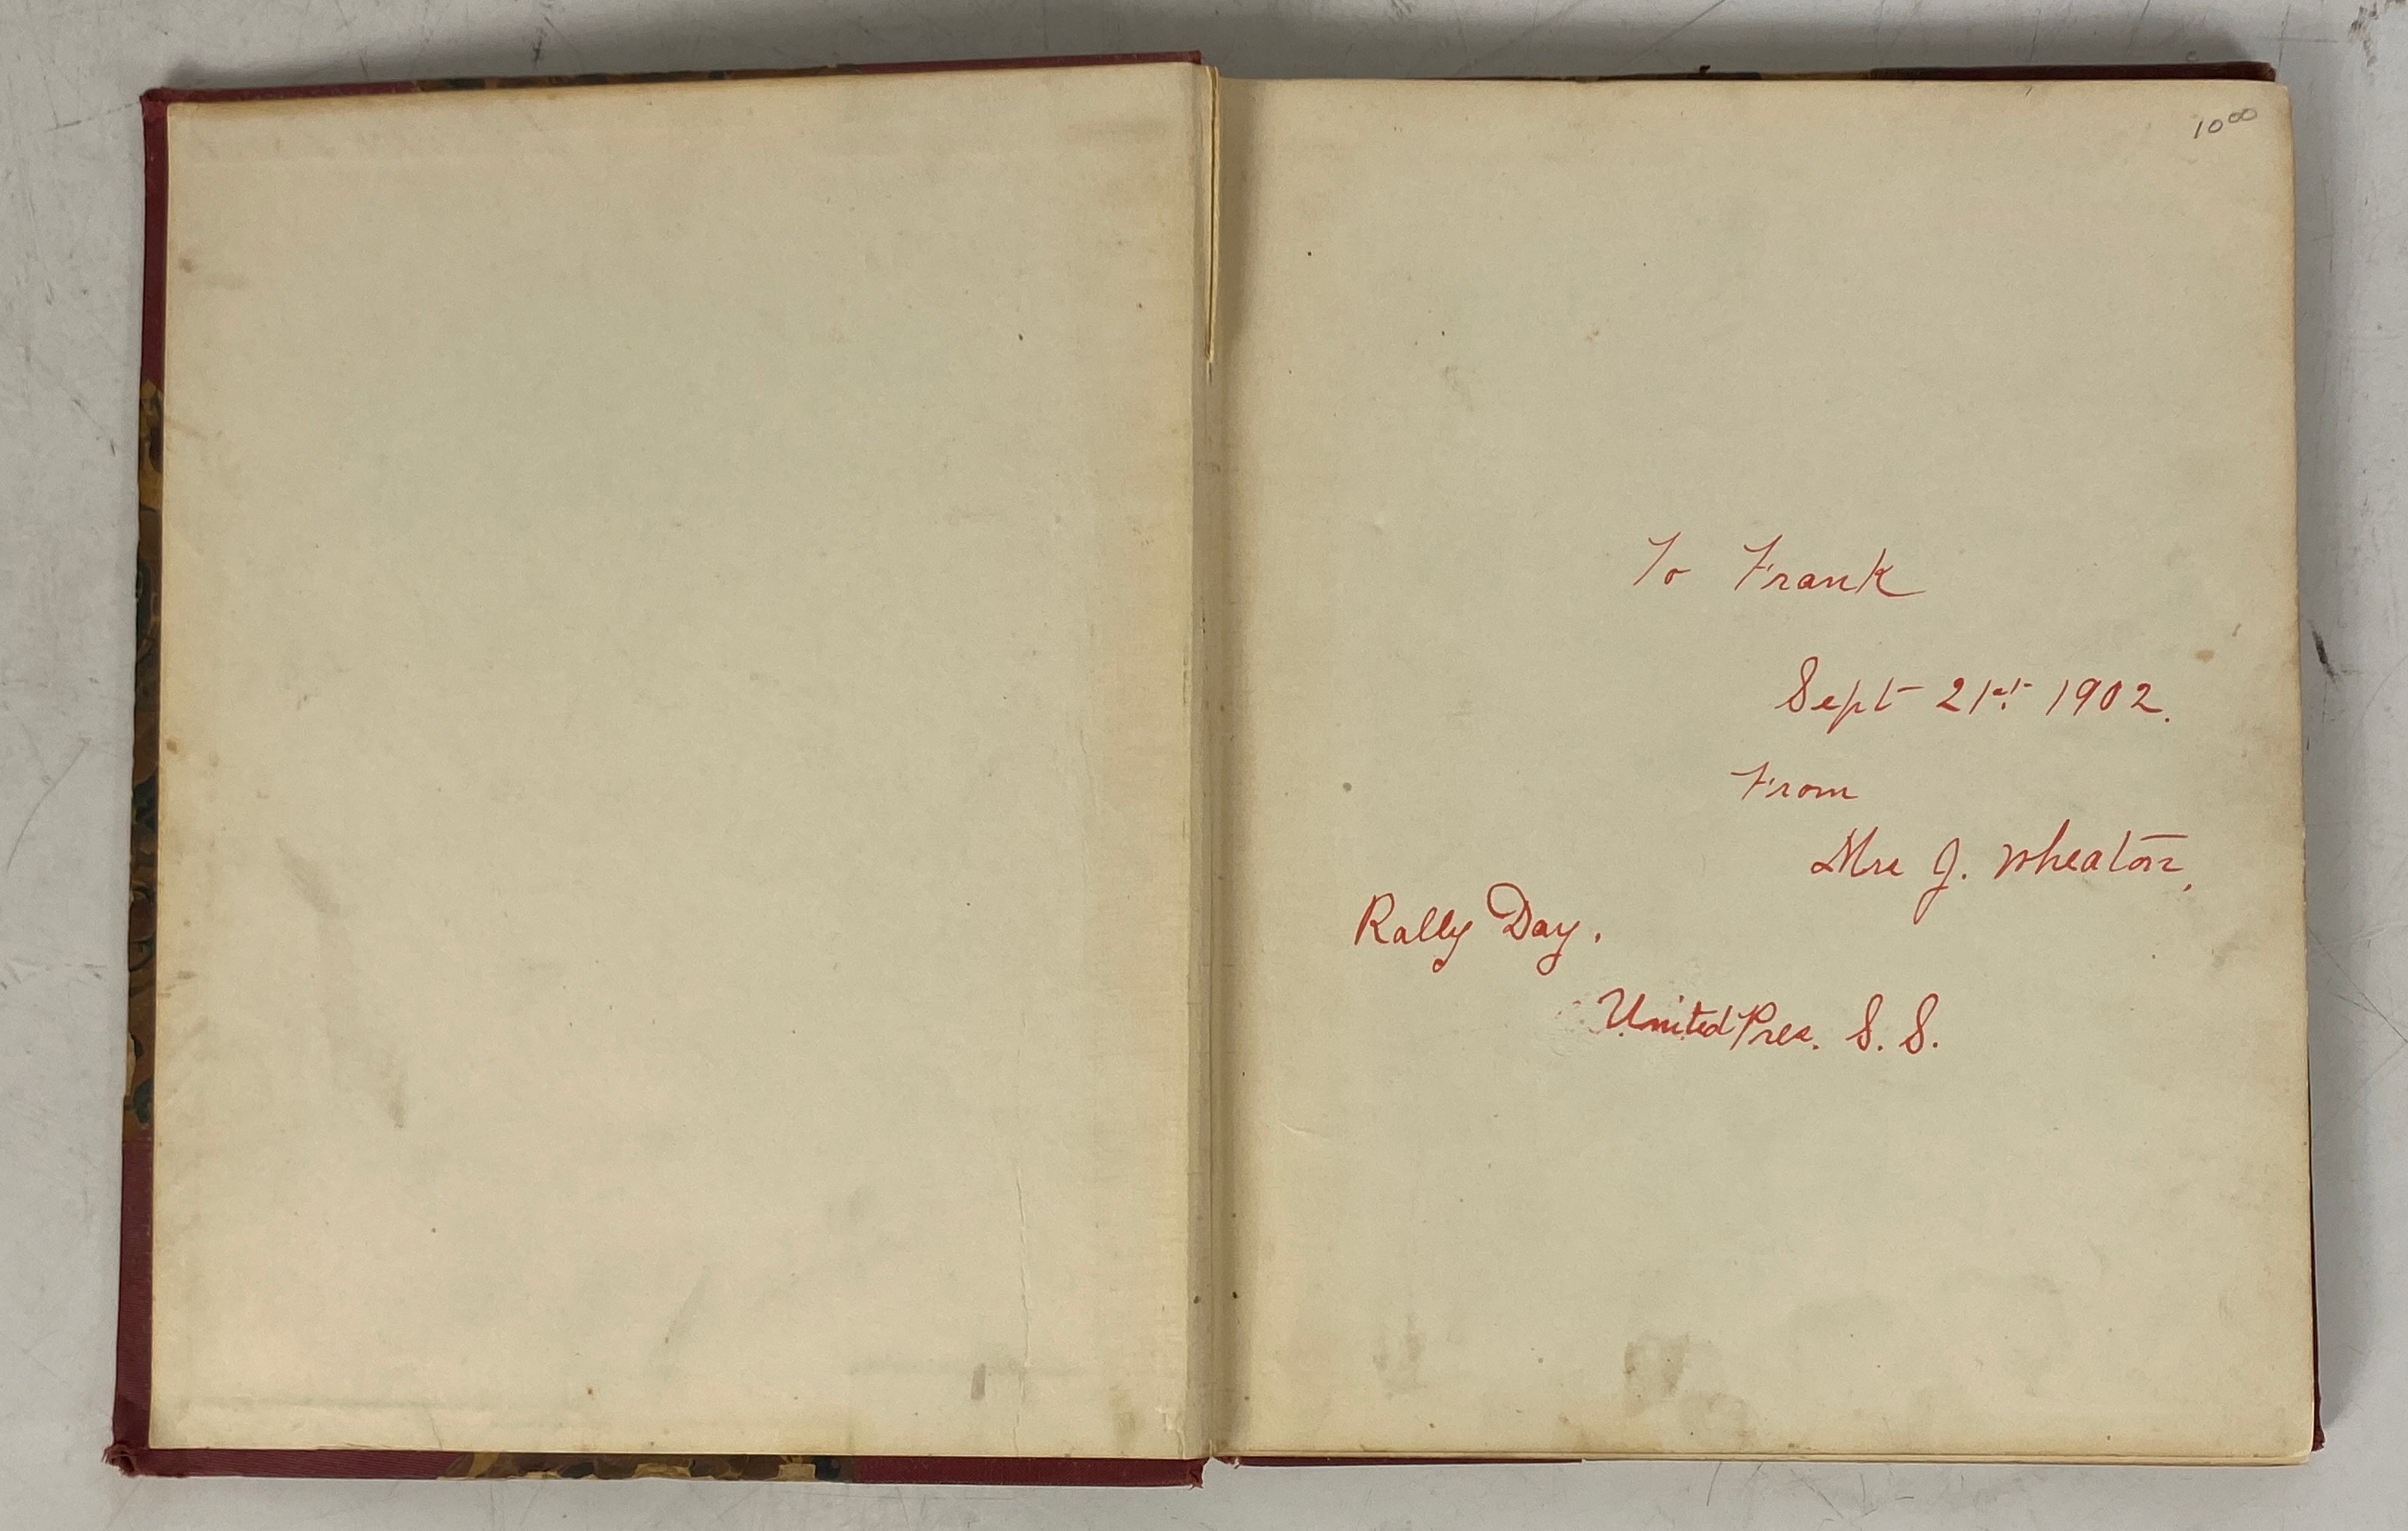 10⁰⁰
To Frank
Sept 21st 1902.
From
Mrs J. Wheaton,
Rally Day.
United Pres. S. S.